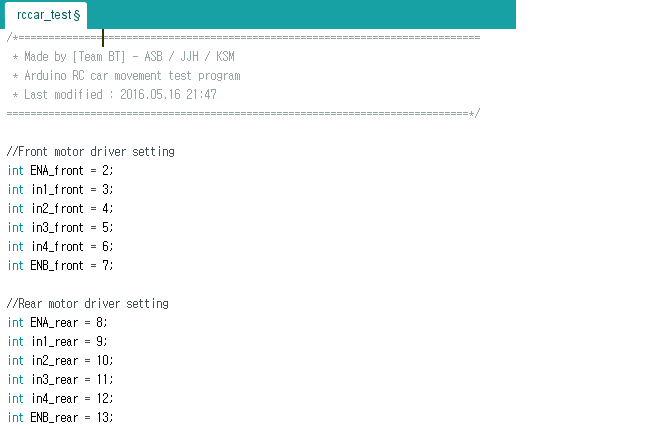 rccar_test§
/*=============================================================================
* Made by [Team BT] - ASB / JJH / KSM
* Arduino RC car movement test program
* Last modified : 2016.05.16 21:47
=============================================================================*/
//Front motor driver setting
int ENA_front = 2;
int in1_front = 3;
int in2_front = 4;
int in3_front = 5;
int in4_front = 6;
int ENB_front = 7;
//Rear motor driver setting
int ENA_rear = 8;
int in1_rear = 9;
int in2_rear = 10;
int in3_rear = 11;
int in4_rear = 12;
int ENB_rear = 13;